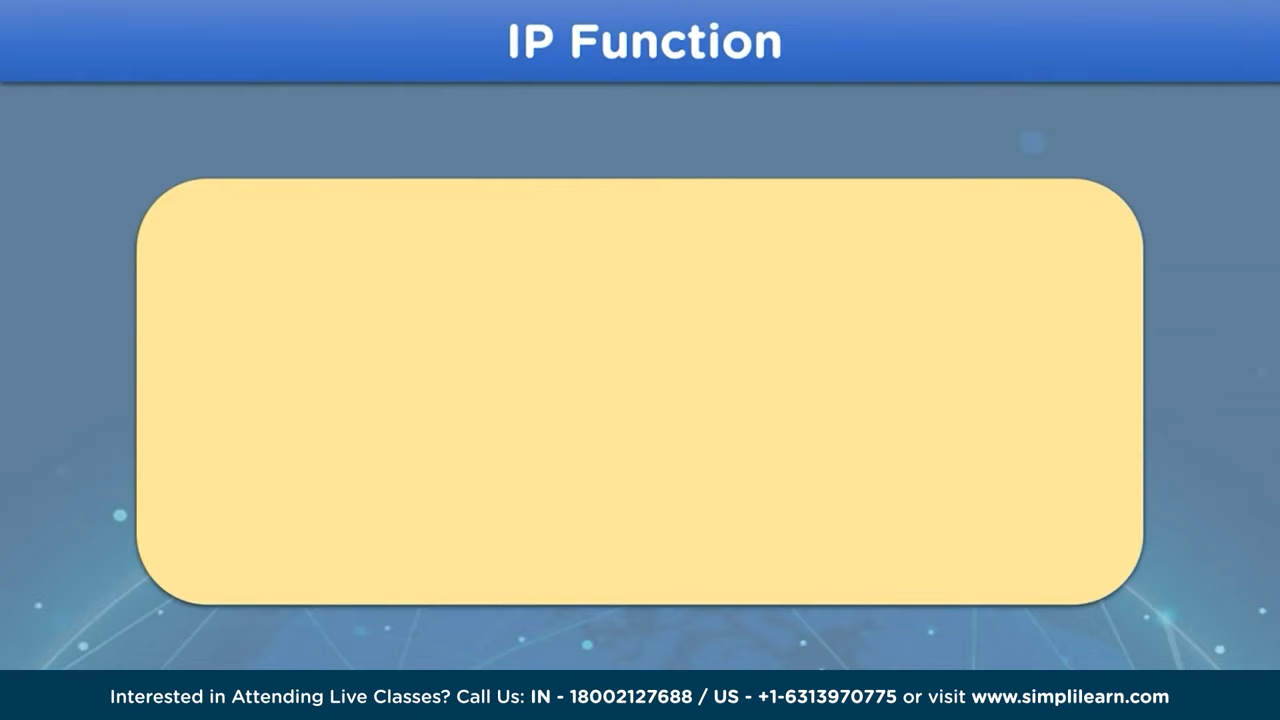 IP Function
Interested in Attending Live Classes? Call Us: IN - 18002127688 / US - +1-6313970775 or visit www.simplilearn.com